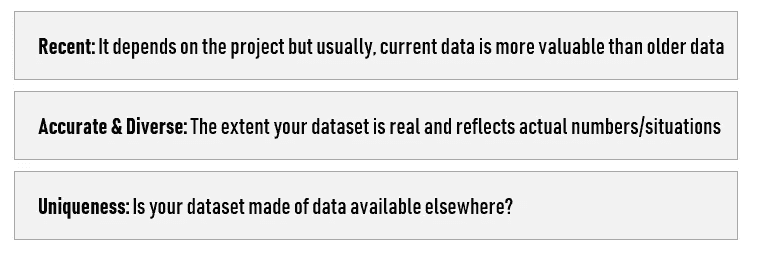 Recent: It depends on the project but usually, current data is more valuable than older data
Accurate & Diverse: The extent your dataset is real and reflects actual numbers/situations
Uniqueness: Is your dataset made of data available elsewhere?